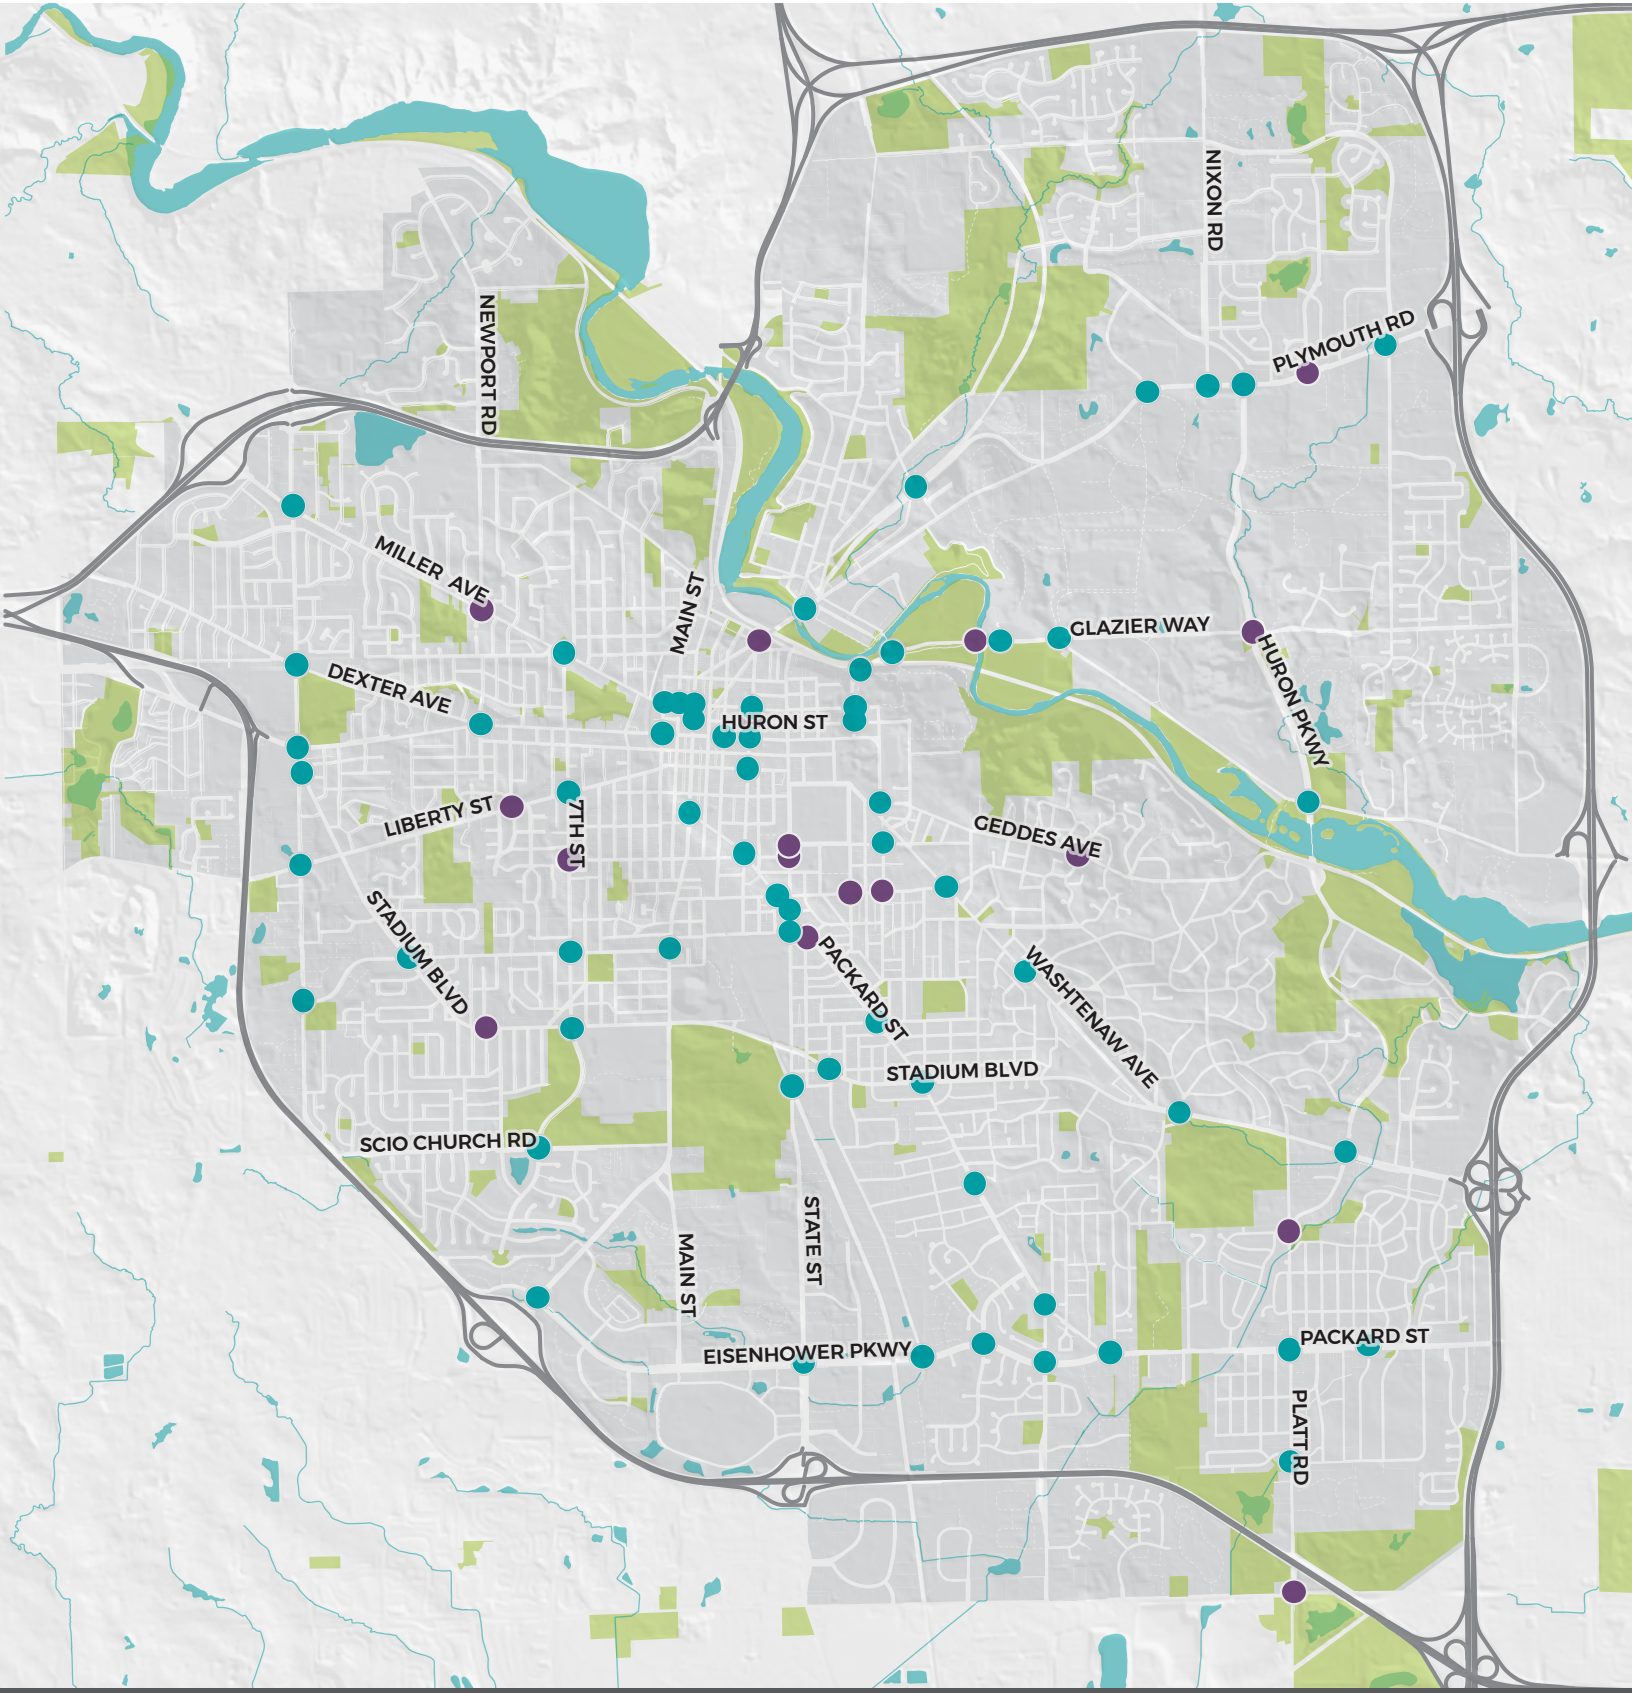 NIXON RD
NEWPORT RD
PLYMOUTH RD
MILLER AVE
MAIN ST
GLAZIER WAY
HURON PKWY
DEXTER AVE
HURON ST
LIBERTY ST
7TH ST
GEDDES AVE
STADIUM BLVD
PACKARD ST
WASHTENAW AVE
STADIUM BLVD
SCIO CHURCH RD
STATE ST
MAIN ST
EISENHOWER PKWY
PACKARD ST
PLATT RD